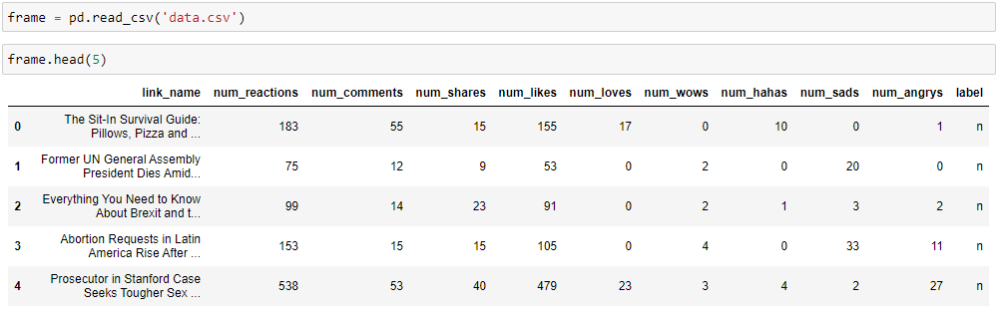 frame = pd.read_csv('data.csv')
frame.head(5)
link_name num_reactions num_comments num_shares num_likes num_loves num_wows num_hahas num_sads num_angrys label
0 The Sit-In Survival Guide: 183 55 15 155 17 0 10 0 1 n
Pillows, Pizza and ...
1 Former UN General Assembly 75 12 9 53 0 2 0 20 0 n
President Dies Amid...
2 Everything You Need to Know 99 14 23 91 0 2 1 3 2 n
About Brexit and t...
3 Abortion Requests in Latin 153 15 15 105 0 4 0 33 11 n
America Rise After ...
4 Prosecutor in Stanford Case 538 53 40 479 23 3 4 2 27 n
Seeks Tougher Sex ...